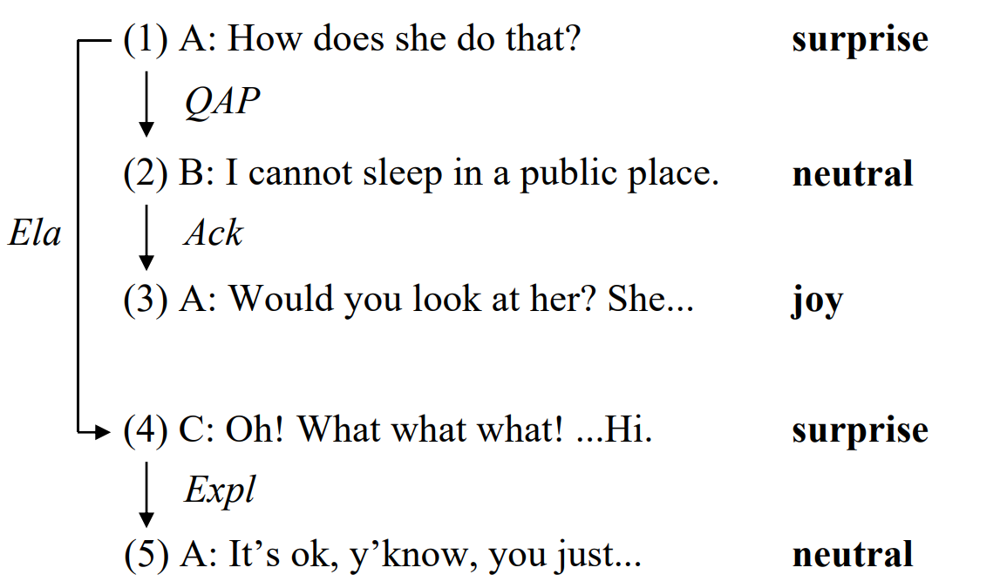 (1) A: How does she do that? surprise
QAP
(2) B: I cannot sleep in a public place. neutral
Ela
Ack
(3) A: Would you look at her? She... joy
(4) C: Oh! What what what! ...Hi. surprise
Expl
(5) A: It’s ok, y’know, you just... neutral